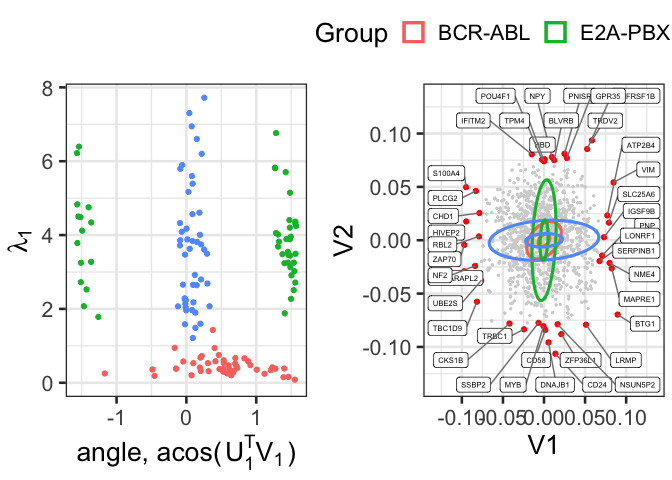 Group BCR-ABL E2A-PBX
8
6
4
2
0
-1 0 1
λ1
angle, acos(U1TV1)
POU4F1 NPY PNISR GPR35 TNFRSF1B
IFITM2 TPM4 BLVRB TRDV2
PBD
ATP2B4
S100A4 VIM
PLCG2 SLC25A6
CHD1 IGSF9B
PNP
HIVEP2 LONRF1
RBL2 SERPINB1
ZAP70
NF2 ARAPL2 NME4
UBE2S MAPRE1
TBC1D9 BTG1
TRBC1
CKS1B CD58 ZFP36L1 LRMP
SSBP2 MYB DNAJB1 CD24 NSUN5P2
0.10
0.05
0.00
-0.05
-0.10
-0.10 -0.05 0.00 0.05 0.10
V2
V1